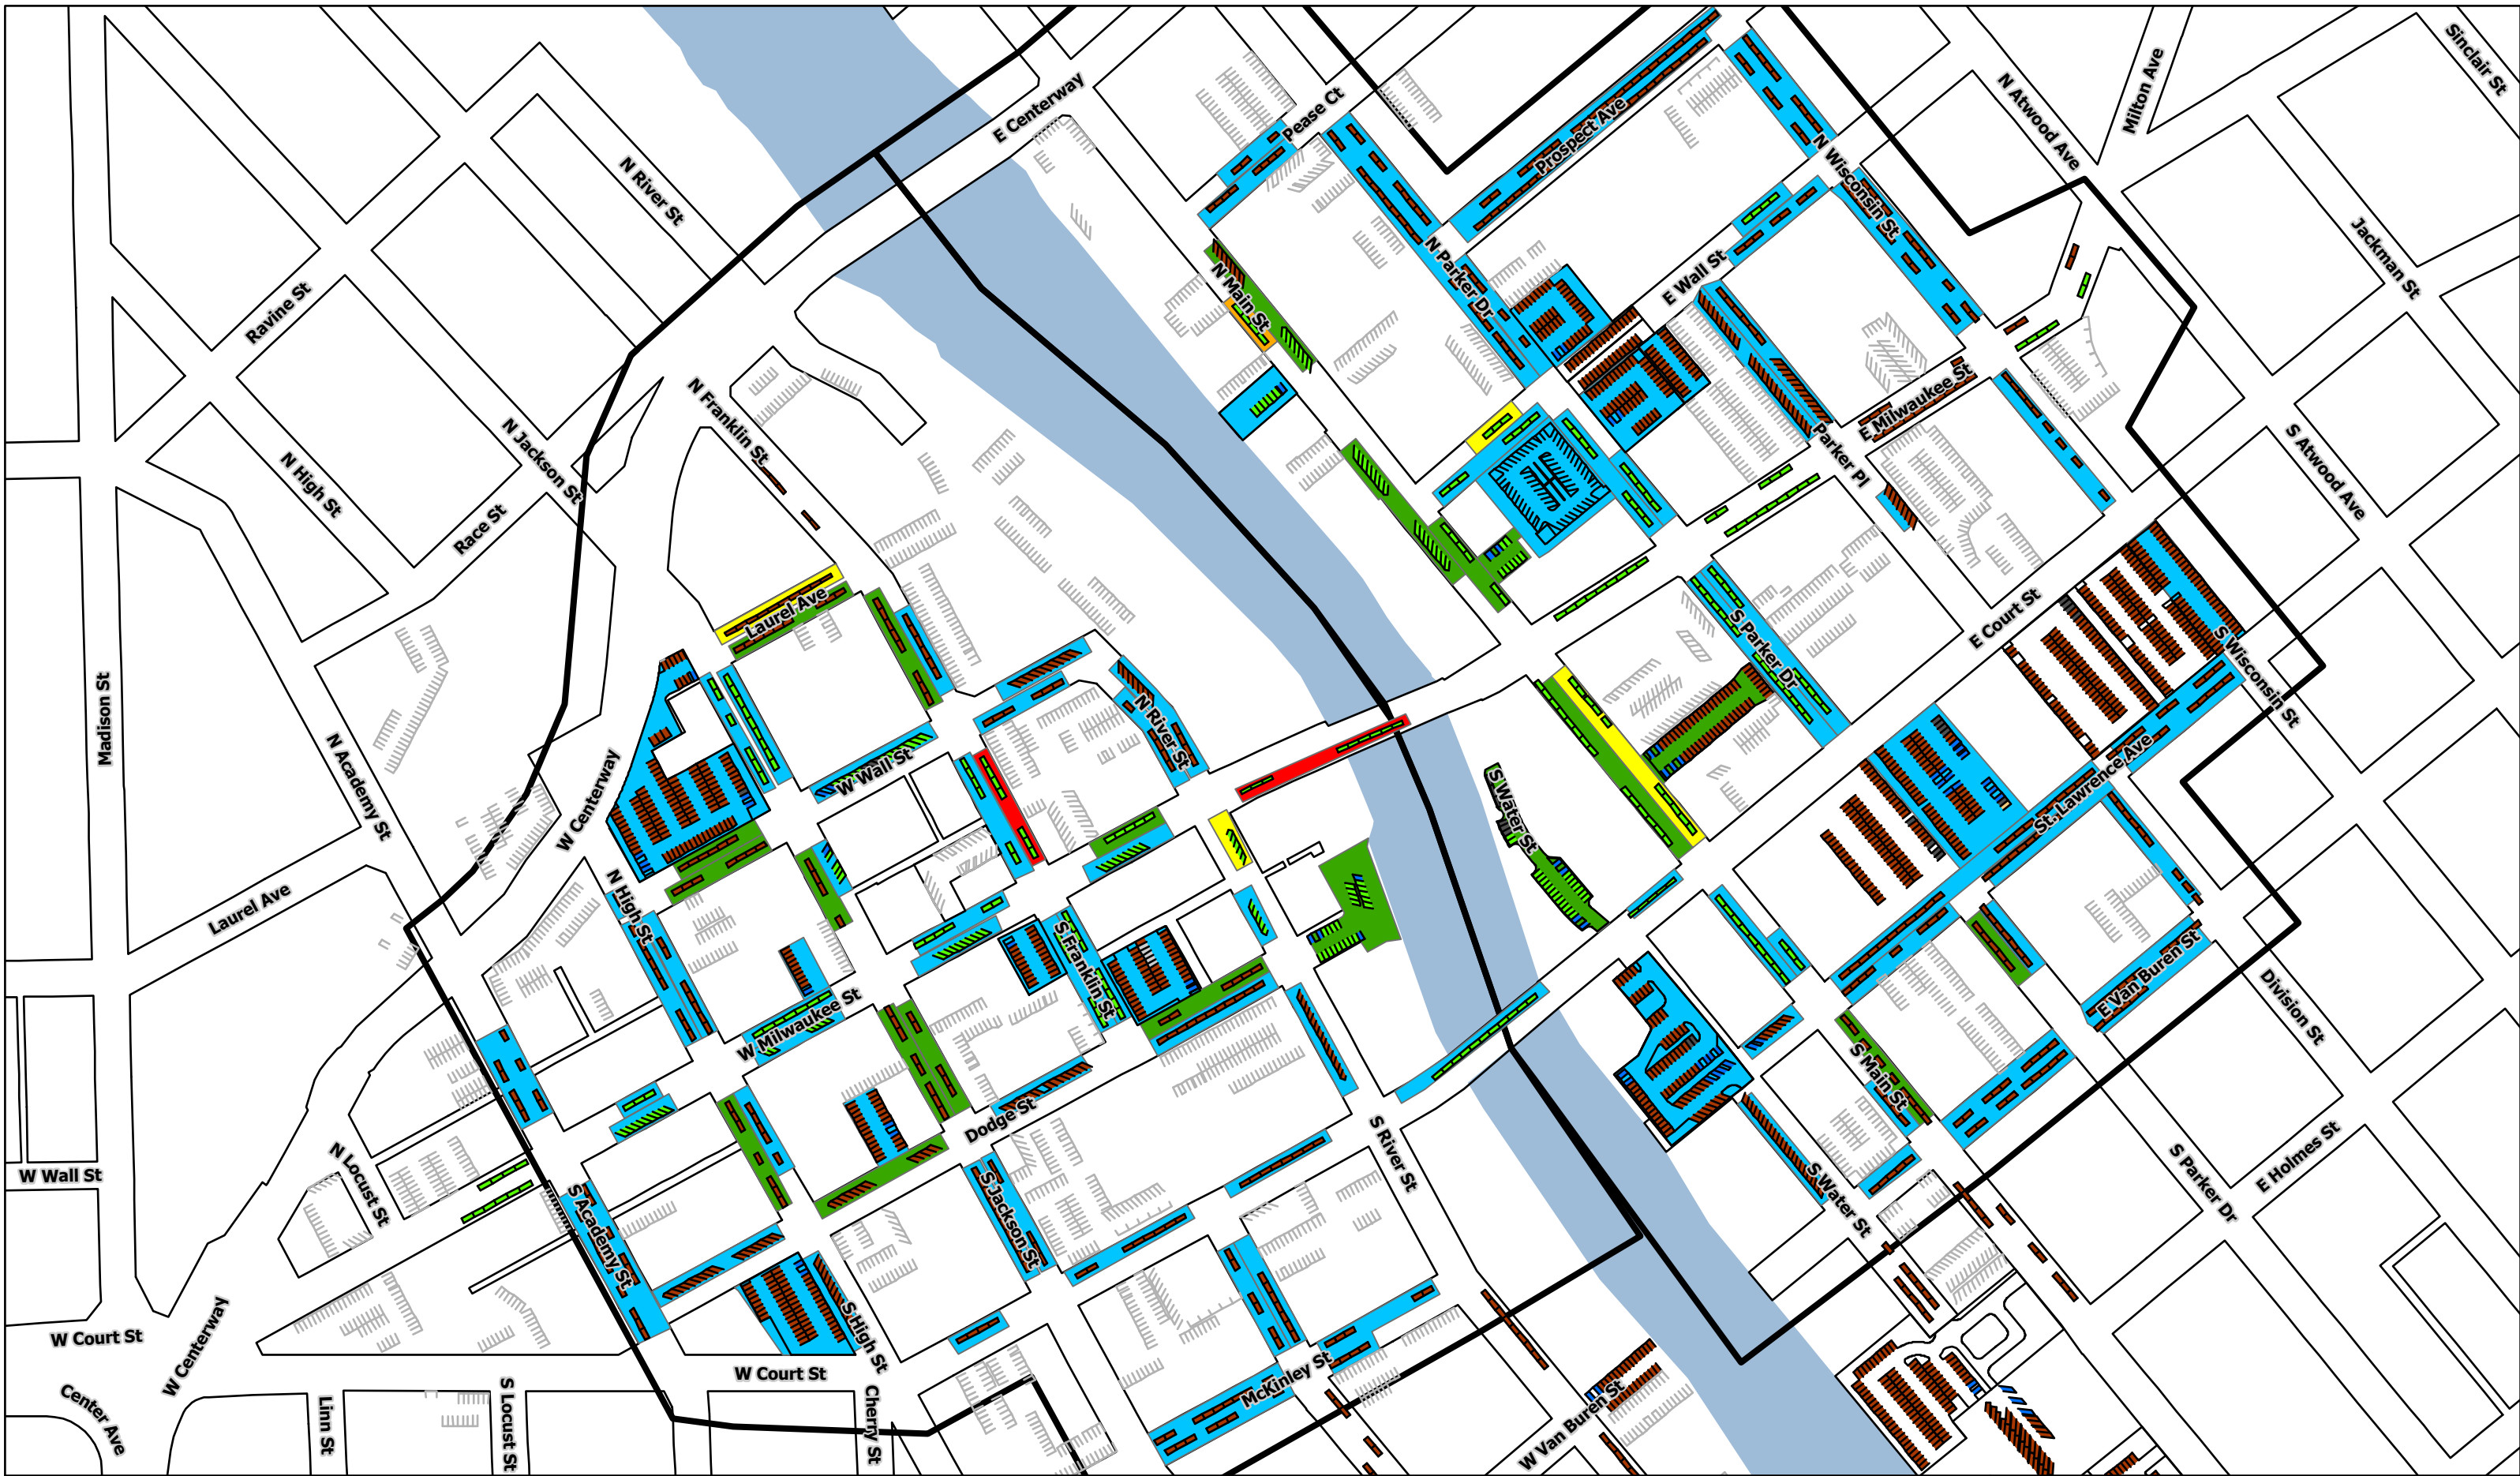 Sinclair St
Milton Ave
N Atwood Ave
E Centerway
Pease Ct
Prospect Ave
N Wisconsin St
N River St
Jackman St
Ravine St
N Main St
N Parker Dr
E Wall St
N Franklin St
E Milwaukee St
N High St
N Jackson St
Race St
Parker Pl
S Atwood Ave
Laurel Ave
E Court St
S Parker Dr
S Wisconsin St
Madison St
N Academy St
N River St
W Wall St
W Centerway
S Water St
St. Lawrence Ave
Laurel Ave
N High St
S Franklin St
E Van Buren St
Division St
W Milwaukee St
Dodge St
S Main St
S River St
W Wall St
N Locust St
S Academy St
S Jackson St
S Water St
S Parker Dr
E Holmes St
W Court St
W Centerway
S High St
W Court St
McKinley St
Center Ave
Linn St
S Locust St
Cherry St
W Van Buren St